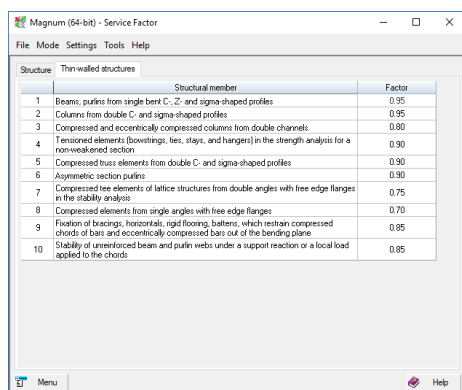 Magnum (64-bit) - Service Factor
File Mode Settings Tools Help
Structure Thin-walled structures
Structural member Factor
1 Beams, purlins from single bent C-, Z- and sigma-shaped profiles 0.95
2 Columns from double C- and sigma-shaped profiles 0.95
3 Compressed and eccentrically compressed columns from double channels 0.80
4 Tensioned elements (bowstrings, ties, stays, and hangers) in the strength analysis for a
non-weakened section 0.90
5 Compressed truss elements from double C- and sigma-shaped profiles 0.90
6 Asymmetric section purlins 0.90
7 Compressed tee elements of lattice structures from double angles with free edge flanges
in the stability analysis 0.75
8 Compressed elements from single angles with free edge flanges 0.70
9 Fixation of bracings, horizontals, rigid flooring, battens, which restrain compressed
chords of bars and eccentrically compressed bars out of the bending plane 0.85
10 Stability of unreinforced beam and purlin webs under a support reaction or a local load
applied to the chords 0.85
Menu Help